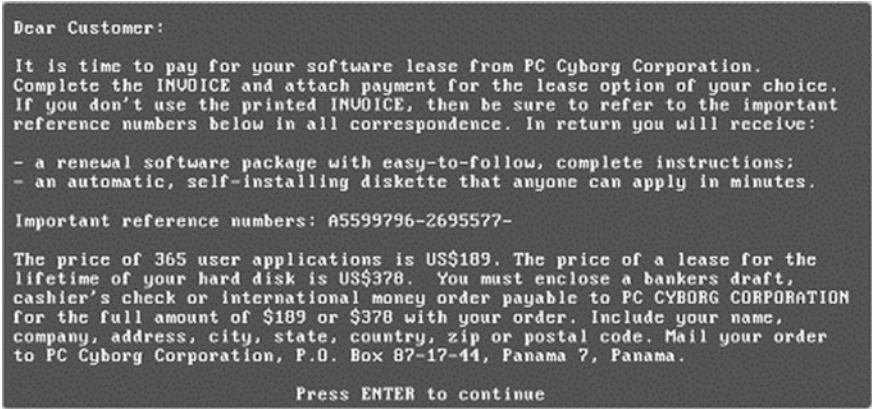 Dear Customer:
It is time to pay for your software lease from PC Cyborg Corporation.
Complete the INVOICE and attach payment for the lease option of your choice.
If you don't use the printed INVOICE, then be sure to refer to the important
reference numbers below in all correspondence. In return you will receive:
- a renewal software package with easy-to-follow, complete instructions;
- an automatic, self-installing diskette that anyone can apply in minutes.
Important reference numbers: A5599796-2695577-
The price of 365 user applications is US$189. The price of a lease for the
lifetime of your hard disk is US$378.  You must enclose a bankers draft,
cashier's check or international money order payable to PC CYBORG CORPORATION
for the full amount of $189 or $378 with your order. Include your name,
company, address, city, state, country, zip or postal code. Mail your order
to PC Cyborg Corporation, P.O. Box 87-17-44, Panama 7, Panama.
Press ENTER to continue